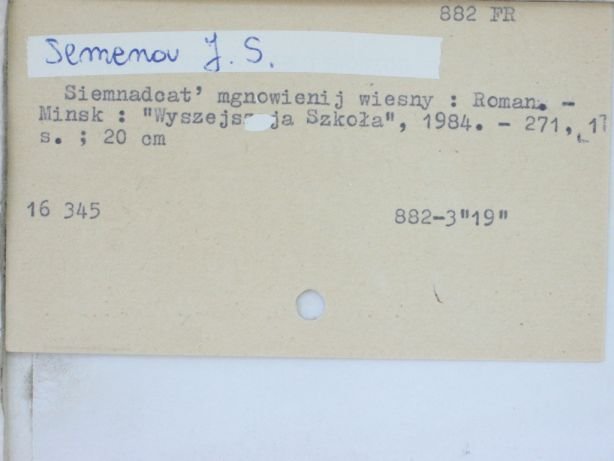 882 FR
Semenov J. S.
Siemnadcat' mgnowienij wiesny : Roman. -
Minsk : "Wyszejs ja Szkoła", 1984. - 271, 1
s. ; 20 cm
16 345
882-3"19"